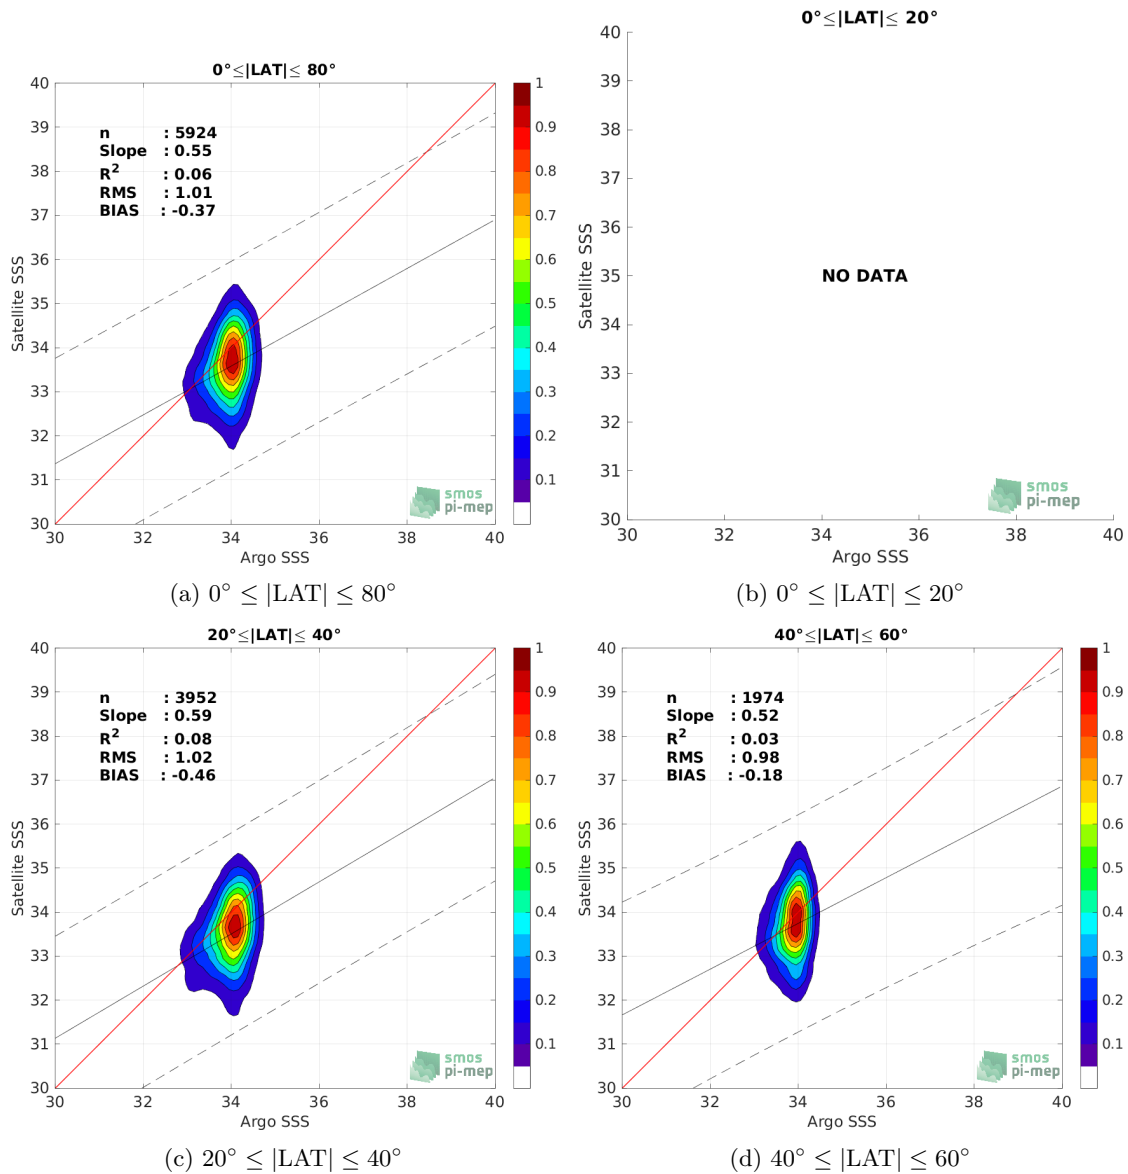 0°≤|LAT|≤ 80°
40
39
38
37
36
35
34
33
32
31
30
Satellite SSS
n : 5924
Slope : 0.55
R² : 0.06
RMS : 1.01
BIAS : -0.37
smos
pi-mep
30 32 34 36 38 40
Argo SSS
1
0.9
0.8
0.7
0.6
0.5
0.4
0.3
0.2
0.1
(a) 0° ≤ |LAT| ≤ 80°
0°≤|LAT|≤ 20°
40
39
38
37
36
35
34
33
32
31
30
Satellite SSS
NO DATA
smos
pi-mep
30 32 34 36 38 40
Argo SSS
(b) 0° ≤ |LAT| ≤ 20°
20°≤|LAT|≤ 40°
40
39
38
37
36
35
34
33
32
31
30
Satellite SSS
n : 3952
Slope : 0.59
R² : 0.08
RMS : 1.02
BIAS : -0.46
smos
pi-mep
30 32 34 36 38 40
Argo SSS
1
0.9
0.8
0.7
0.6
0.5
0.4
0.3
0.2
0.1
(c) 20° ≤ |LAT| ≤ 40°
40°≤|LAT|≤ 60°
40
39
38
37
36
35
34
33
32
31
30
Satellite SSS
n : 1974
Slope : 0.52
R² : 0.03
RMS : 0.98
BIAS : -0.18
smos
pi-mep
30 32 34 36 38 40
Argo SSS
1
0.9
0.8
0.7
0.6
0.5
0.4
0.3
0.2
0.1
(d) 40° ≤ |LAT| ≤ 60°